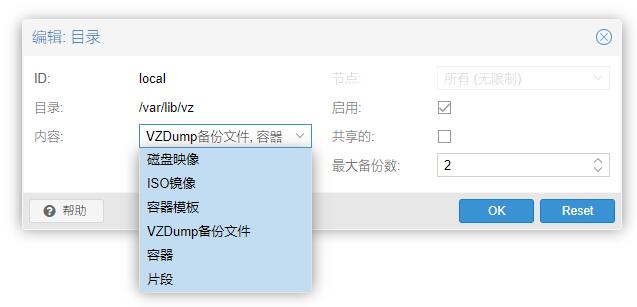 编辑: 目录
ID: local 节点: 所有 (无限制)
目录: /var/lib/vz 启用:
内容: VZDump备份文件, 容器 共享的:
磁盘映像 最大备份数: 2
ISO镜像
容器模板
帮助 OK Reset
VZDump备份文件
容器
片段